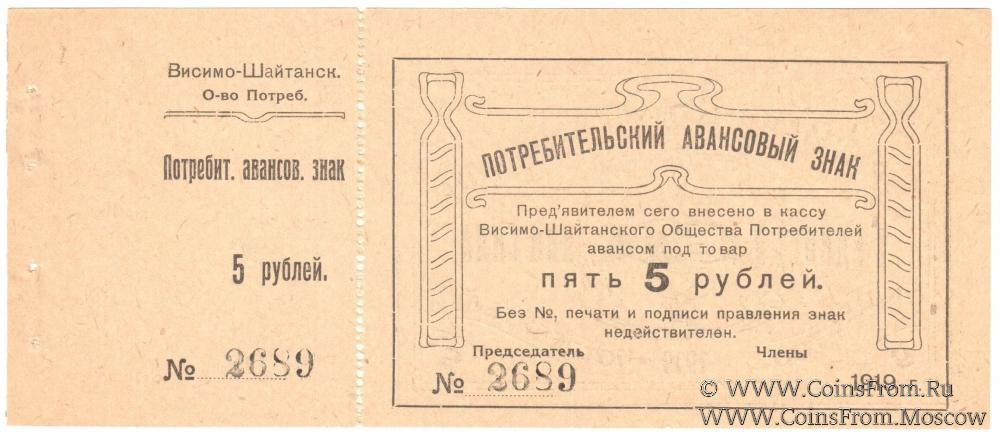 Висимо-Шайтанск.
О-во Потреб.
Потребит. авансов. знак
5 рублей.
№ 2689
ПОТРЕБИТЕЛЬСКИЙ АВАНСОВЫЙ ЗНАК
Пред'явителем сего внесено в кассу
Висимо-Шайтанского Общества Потребителей
авансом под товар
пять 5 рублей.
Без №, печати и подписи правления знак
недействителен.
Председатель Члены
№ 2689 1919 г.
© www.CoinsFrom.Ru
www.CoinsFrom.Moscow